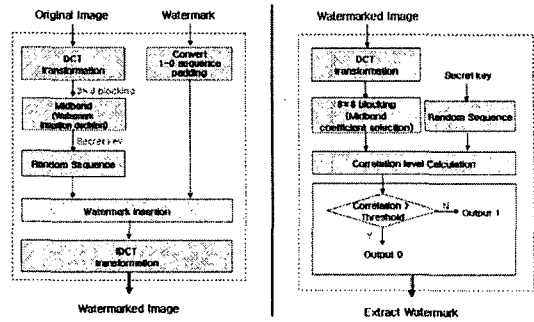 Original Image
Watermark
DCT
transformation
Convert
1-0 sequence
padding
8×8 blocking
Midband
(Watermark
insertion decision)
Secret key
Random Sequence
Watermark insertion
IDCT
transformation
Watermarked Image
Watermarked Image
DCT
transformation
Secret key
8×8 blocking
(Midband
coefficient selection)
Random Sequence
Correlation level Calculation
Correlation >
Threshold
N
Output 1
Y
Output 0
Extract Watermark